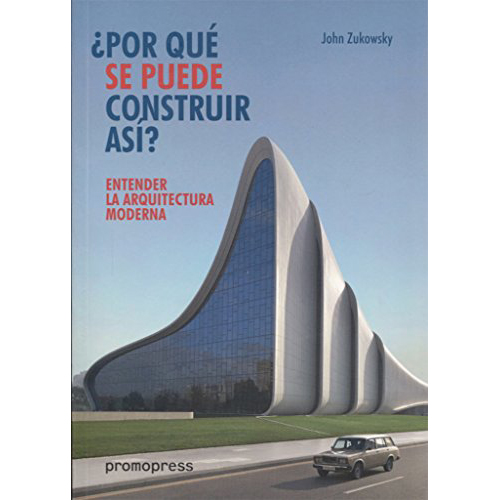 John Zukowsky
¿POR QUÉ
SE PUEDE
CONSTRUIR
ASÍ?
ENTENDER
LA ARQUITECTURA
MODERNA
promopress